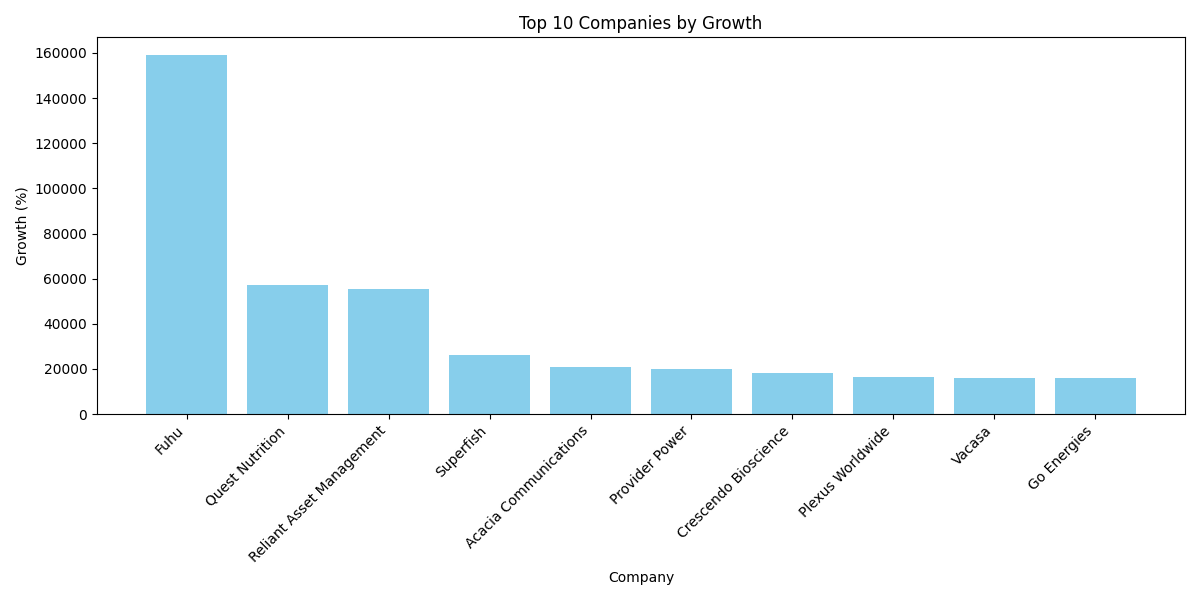 Top 10 Companies by Growth
Growth (%)
160000
140000
120000
100000
80000
60000
40000
20000
0
Fuhu
Quest Nutrition
Reliant Asset Management
Superfish
Acacia Communications
Provider Power
Crescendo Bioscience
Plexus Worldwide
Vacasa
Go Energies
Company